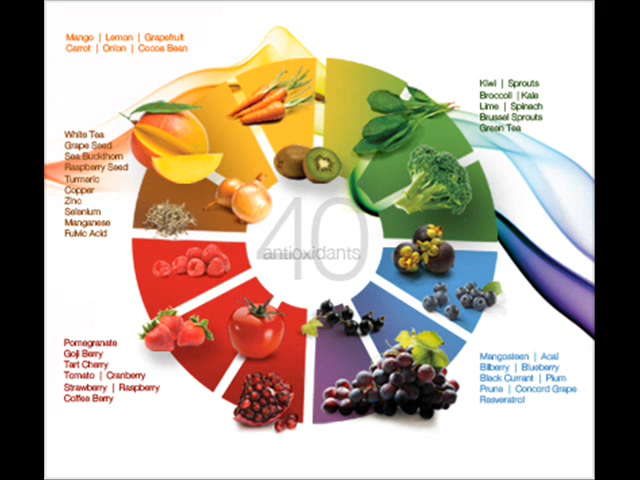 Mango | Lemon | Grapefruit
Carrot | Onion | Cocoa Bean
Kiwi | Sprouts
Broccoli | Kale
Lime | Spinach
Brussel Sprouts
Green Tea
White Tea
Grape Seed
Sea Buckthorn
Raspberry Seed
Turmeric
Copper
Zinc
Selenium
Manganese
Fulvic Acid
40
antioxidants
Pomegranate
Goji Berry
Tart Cherry
Tomato | Cranberry
Strawberry | Raspberry
Coffee Berry
Mangosteen | Acai
Bilberry | Blueberry
Black Currant | Plum
Pruna | Concord Grape
Resveratrol